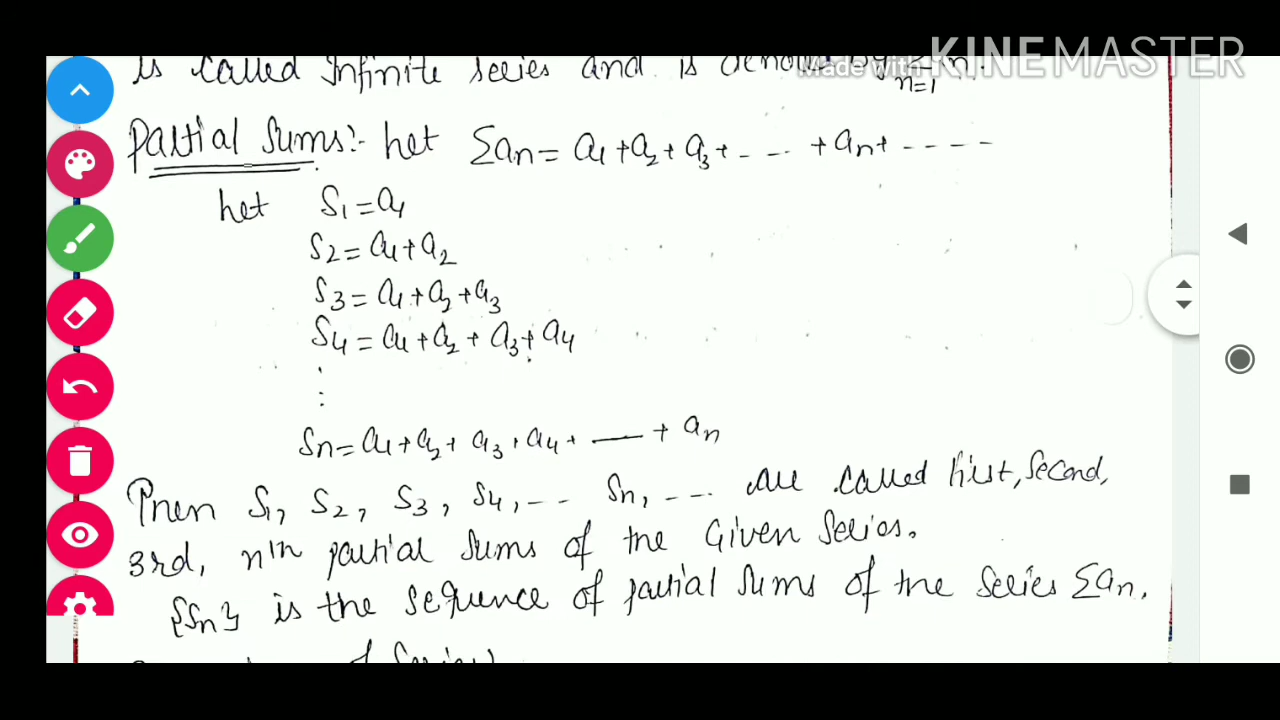 KINEMASTER
Made with
is called Infinite series and is denoted by
n=1
Partial Sums:- Let Σan = a1 + a2 + a3 + - - - + an + - - - -
Let S1 = a1
S2 = a1 + a2
S3 = a1 + a2 + a3
S4 = a1 + a2 + a3 + a4
:
Sn = a1 + a2 + a3 + a4 + — + an
Then S1, S2, S3, S4, - - - Sn, - - - are called first, second,
3rd, nth partial sums of the Given Series.
{Sn} is the sequence of partial sums of the series Σan.
of Series